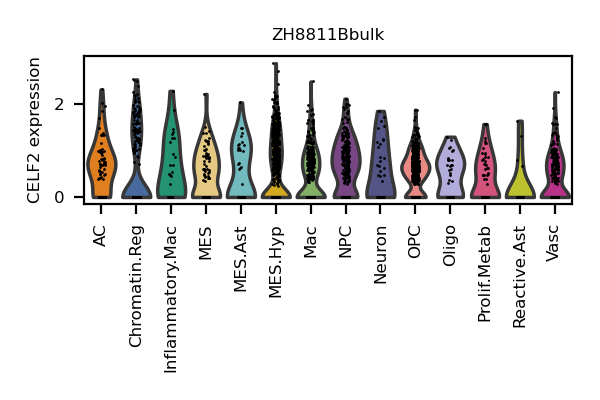 ZH8811Bbulk
CELF2 expression
2
0
AC
Chromatin.Reg
Inflammatory.Mac
MES
MES.Ast
MES.Hyp
Mac
NPC
Neuron
OPC
Oligo
Prolif.Metab
Reactive.Ast
Vasc